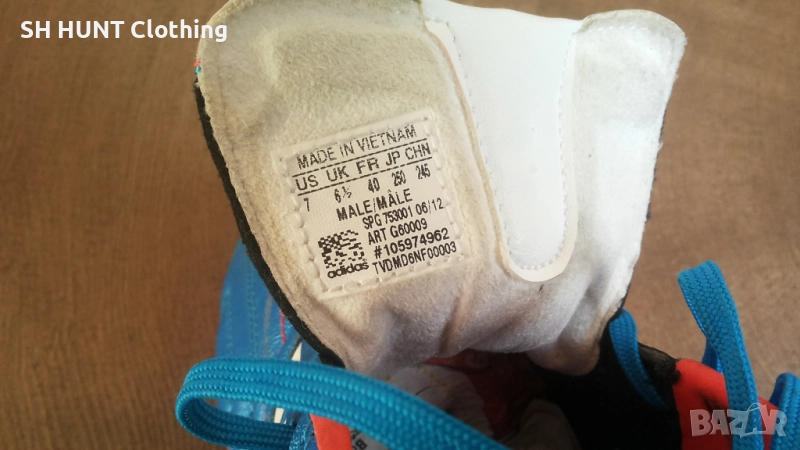 SH HUNT Clothing
MADE IN VIETNAM
US UK FR JP CHN
7 6½ 40 250 245
MALE/MÂLE
SPG 753001 06/12
ART G60009
#105974962
adidas TVDMD6NF00003
BAZAR